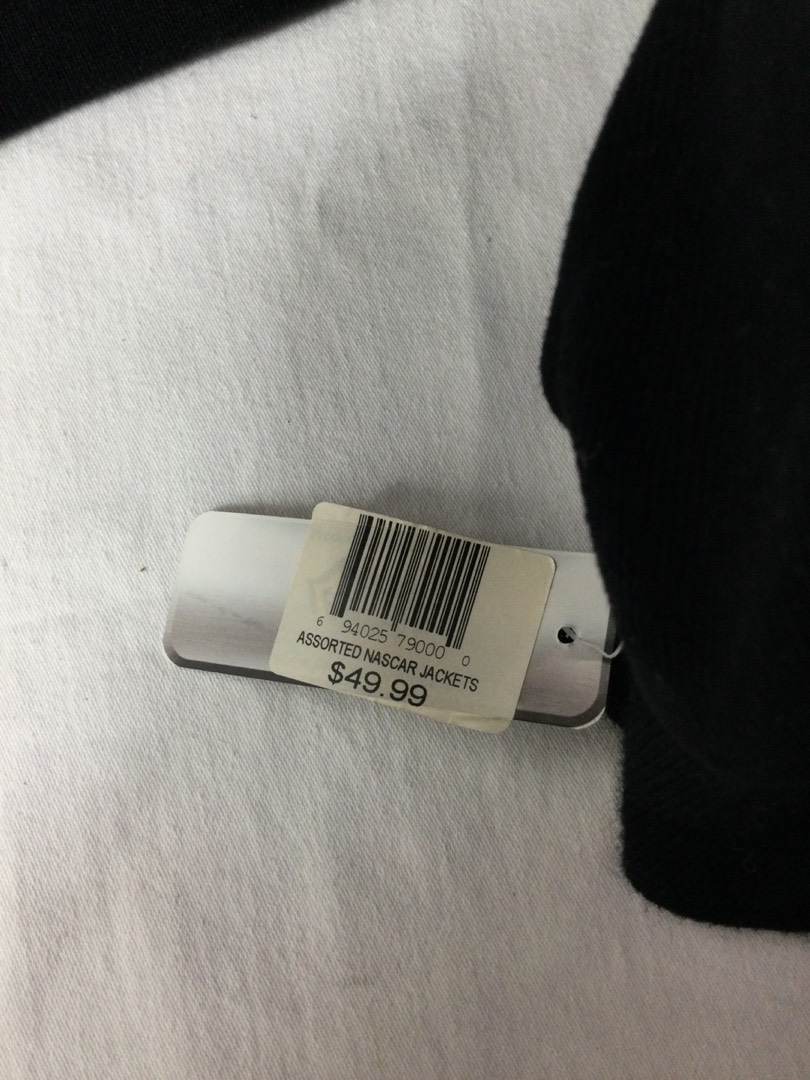 6 94025 79000 0
ASSORTED NASCAR JACKETS
$49.99